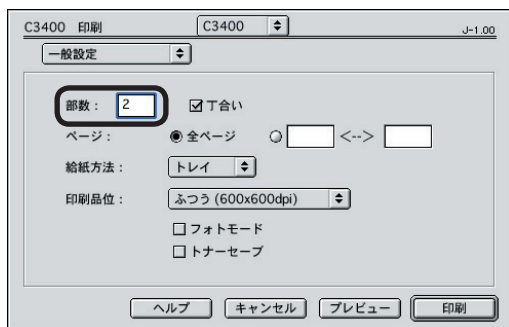 C3400 印刷 C3400 J-1.00
一般設定
部数： 2 丁合い
ページ： 全ページ <-->
給紙方法： トレイ
印刷品位： ふつう (600x600dpi)
フォトモード
トナーセーブ
ヘルプ キャンセル プレビュー 印刷